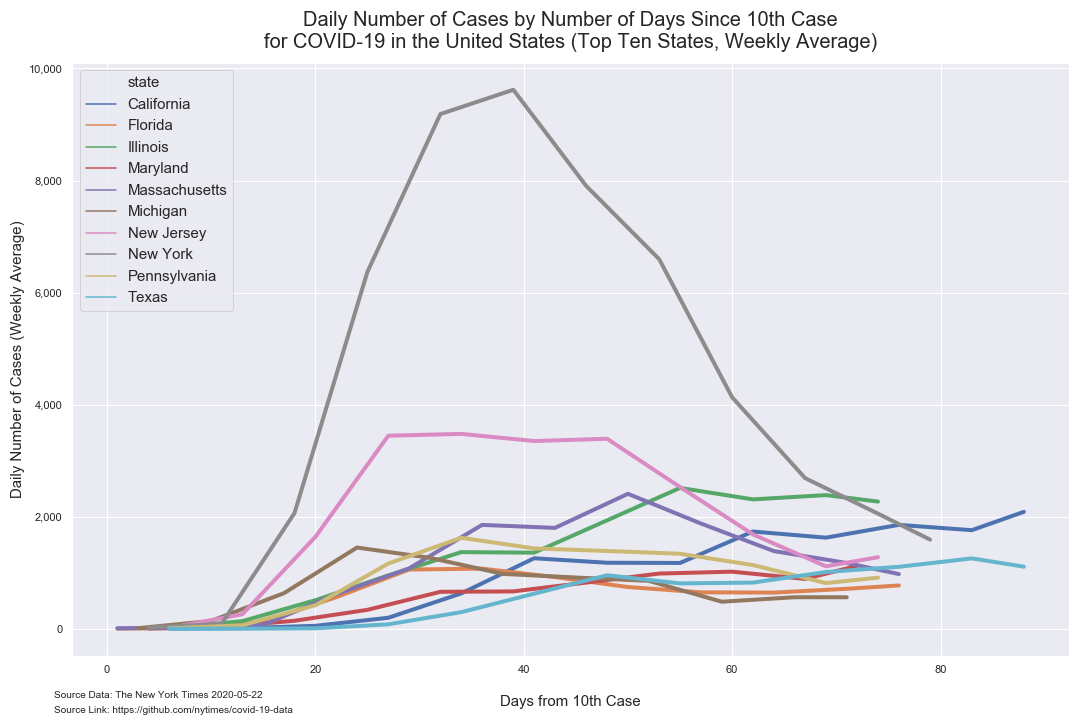 Daily Number of Cases by Number of Days Since 10th Case
for COVID-19 in the United States (Top Ten States, Weekly Average)
Daily Number of Cases (Weekly Average)
10,000
8,000
6,000
4,000
2,000
0
state
California
Florida
Illinois
Maryland
Massachusetts
Michigan
New Jersey
New York
Pennsylvania
Texas
0 20 40 60 80
Days from 10th Case
Source Data: The New York Times 2020-05-22
Source Link: https://github.com/nytimes/covid-19-data